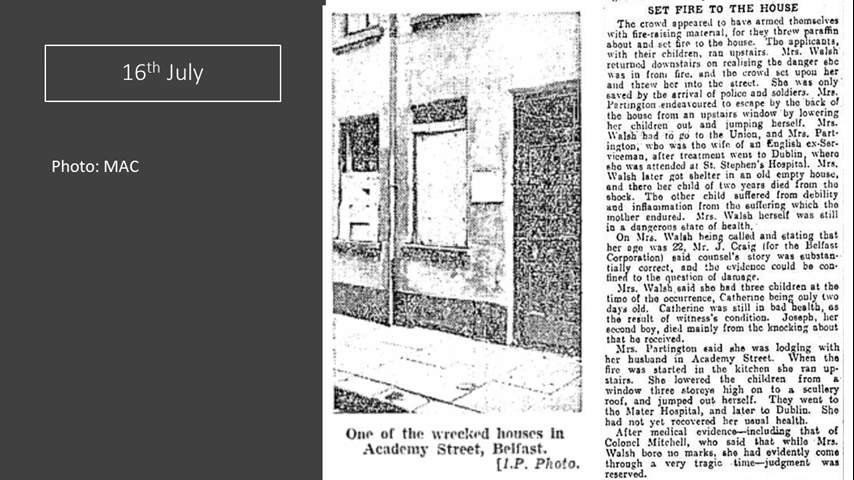 16th July
Photo: MAC
One of the wrecked houses in
Academy Street, Belfast.
[I.P. Photo.
SET FIRE TO THE HOUSE
The crowd appeared to have armed themselves
with fire-raising material, for they threw paraffin
about and set fire to the house. The applicants,
with their children, ran upstairs. Mrs. Walsh
returned downstairs on realising the danger she
was in from fire, and the crowd set upon her
and threw her into the street. She was only
saved by the arrival of police and soldiers. Mrs.
Partington endeavoured to escape by the back of
the house from an upstairs window by lowering
her children out and jumping herself. Mrs.
Walsh had to go to the Union, and Mrs. Part-
ington, who was the wife of an English ex-Ser-
viceman, after treatment went to Dublin, where
she was attended at St. Stephen's Hospital. Mrs.
Walsh later got shelter in an old empty house,
and there her child of two years died from the
shock. The other child suffered from debility
and inflammation from the suffering which the
mother endured. Mrs. Walsh herself was still
in a dangerous state of health.
On Mrs. Walsh being called and stating that
her age was 22, Mr. J. Craig (for the Belfast
Corporation) said counsel's story was substan-
tially correct, and the evidence could be con-
fined to the question of damage.
Mrs. Walsh said she had three children at the
time of the occurrence, Catherine being only two
days old. Catherine was still in bad health, as
the result of witness's condition. Joseph, her
second boy, died mainly from the knocking about
that he received.
Mrs. Partington said she was lodging with
her husband in Academy Street. When the
fire was started in the kitchen she ran up-
stairs. She lowered the children from a
window three storeys high on to a scullery
roof, and jumped out herself. They went to
the Mater Hospital, and later to Dublin. She
had not yet recovered her usual health.
After medical evidence—including that of
Colonel Mitchell, who said that while Mrs.
Walsh bore no marks, she had evidently come
through a very tragic time—judgment was
reserved.